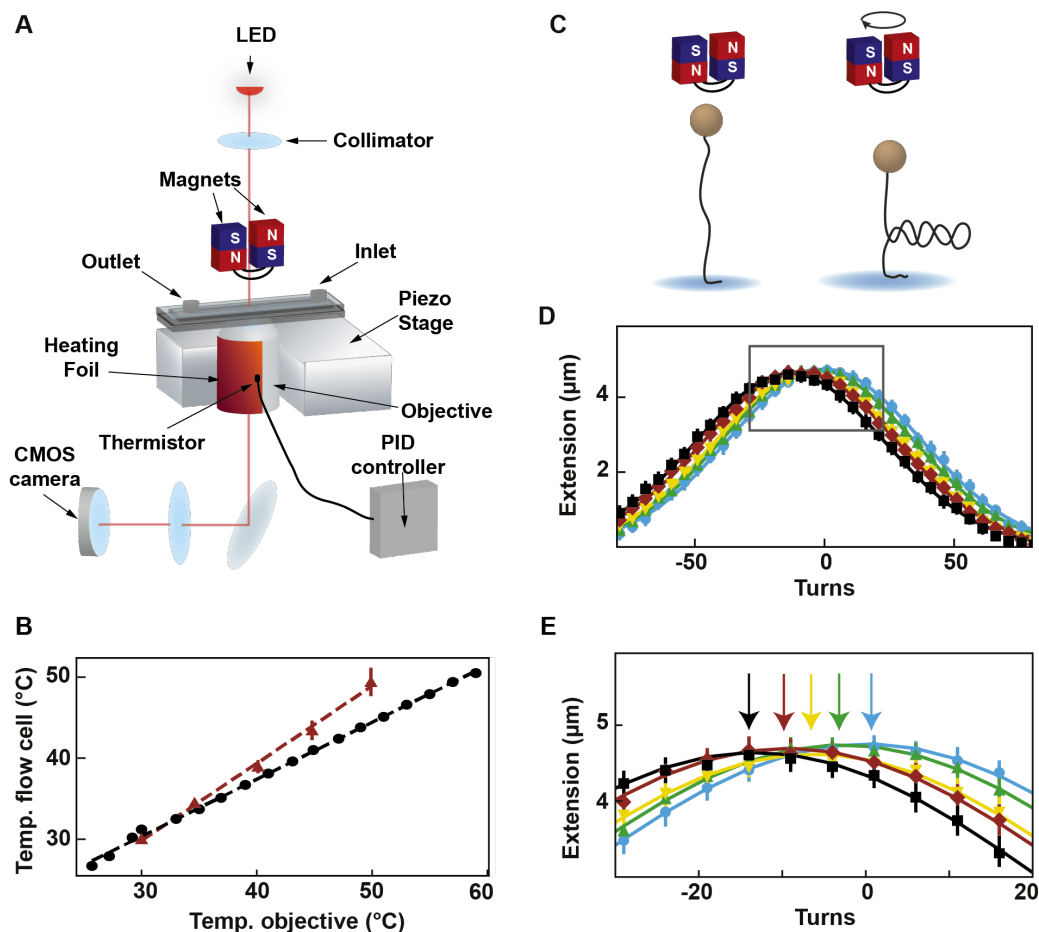 A
LED
Collimator
Magnets
S
N
N
S
Outlet
Inlet
Piezo
Stage
Heating
Foil
Objective
Thermistor
CMOS
camera
PID
controller
B
Temp. flow cell (°C)
50
40
30
30
40
50
60
Temp. objective (°C)
C
S
N
N
S
S
N
N
S
D
Extension (µm)
4
2
-50
0
50
Turns
E
Extension (µm)
5
4
-20
0
20
Turns